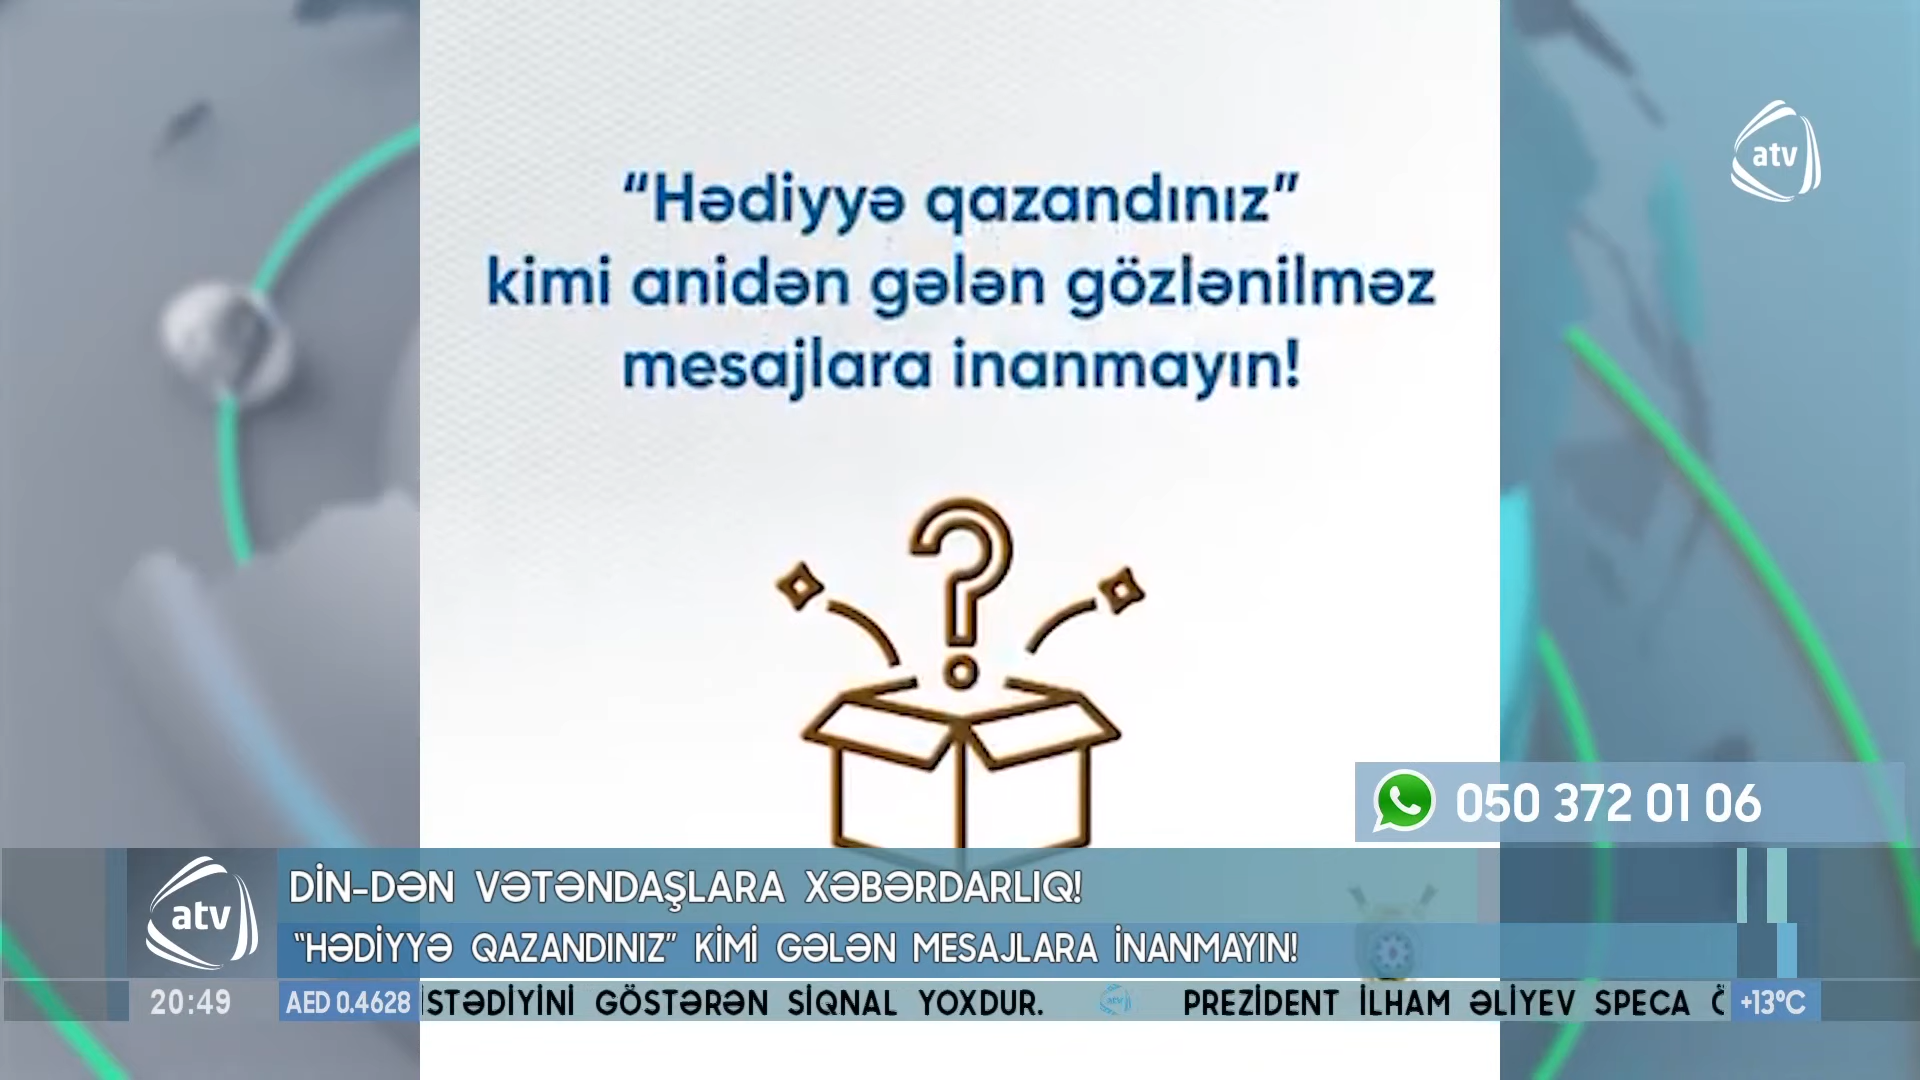 “Hədiyyə qazandınız”
kimi anidən gələn gözlənilməz
mesajlara inanmayın!
atv
050 372 01 06
atv
DİN-DƏN VƏTƏNDAŞLARA XƏBƏRDARLIQ!
“HƏDİYYƏ QAZANDINIZ” KİMİ GƏLƏN MESAJLARA İNANMAYIN!
20:49
AED 0.4628
İSTƏDİYİNİ GÖSTƏRƏN SİQNAL YOXDUR. atv PREZİDENT İLHAM ƏLİYEV SPECA
+13°C